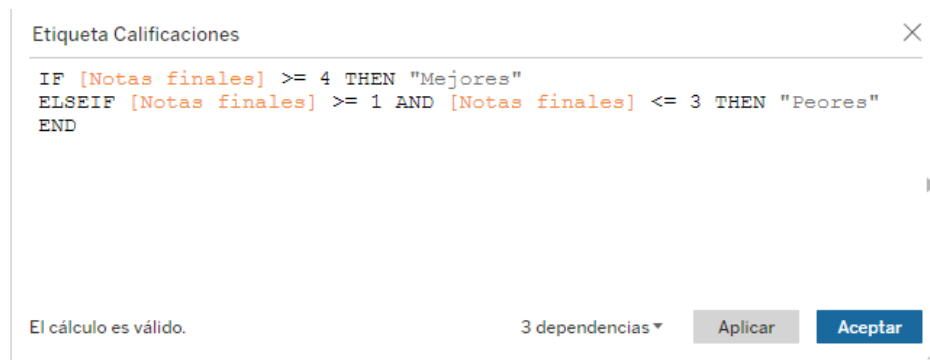 Etiqueta Calificaciones
IF [Notas finales] >= 4 THEN "Mejores"
ELSEIF [Notas finales] >= 1 AND [Notas finales] <= 3 THEN "Peores"
END
El cálculo es válido.
3 dependencias
Aplicar
Aceptar